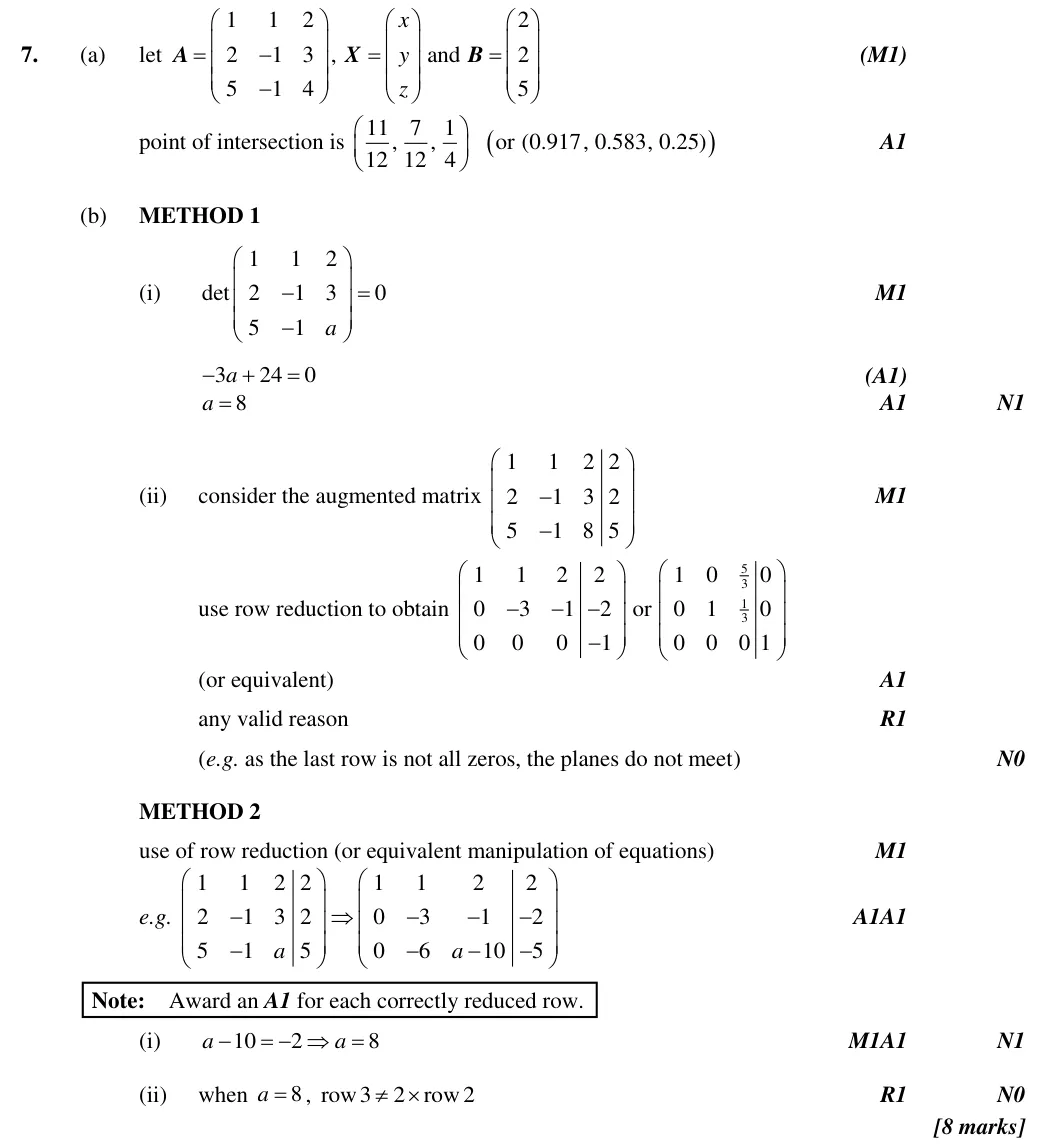 7. (a) let A = ( 1 1 2 ; 2 −1 3 ; 5 −1 4 ), X = ( x ; y ; z ) and B = ( 2 ; 2 ; 5 ) (M1)
point of intersection is ( 11/12 , 7/12 , 1/4 ) (or (0.917, 0.583, 0.25)) A1
(b) METHOD 1
(i) det ( 1 1 2 ; 2 −1 3 ; 5 −1 a ) = 0 M1
−3a + 24 = 0 (A1)
a = 8 A1 N1
(ii) consider the augmented matrix ( 1 1 2 | 2 ; 2 −1 3 | 2 ; 5 −1 8 | 5 ) M1
use row reduction to obtain ( 1 1 2 | 2 ; 0 −3 −1 | −2 ; 0 0 0 | −1 ) or ( 1 0 5/3 | 0 ; 0 1 1/3 | 0 ; 0 0 0 | 1 )
(or equivalent) A1
any valid reason R1
(e.g. as the last row is not all zeros, the planes do not meet) N0
METHOD 2
use of row reduction (or equivalent manipulation of equations) M1
e.g. ( 1 1 2 | 2 ; 2 −1 3 | 2 ; 5 −1 a | 5 ) ⇒ ( 1 1 2 | 2 ; 0 −3 −1 | −2 ; 0 −6 a − 10 | −5 ) A1A1
Note: Award an A1 for each correctly reduced row.
(i) a − 10 = −2 ⇒ a = 8 M1A1 N1
(ii) when a = 8, row 3 ≠ 2 × row 2 R1 N0
[8 marks]